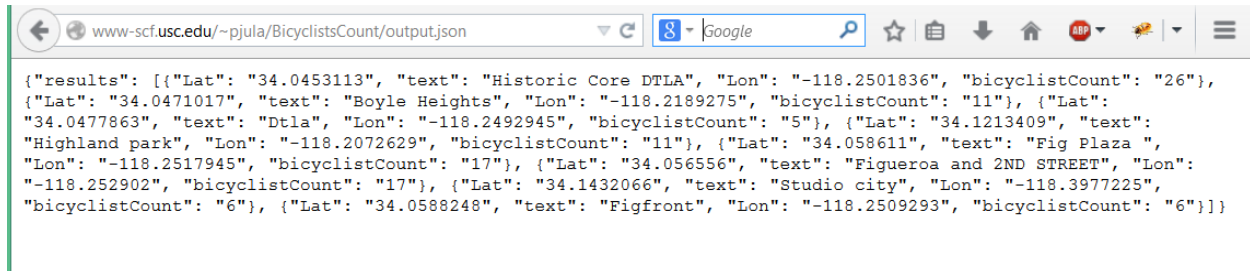 www-scf.usc.edu/~pjula/BicyclistsCount/output.json 8 Google ABP
{"results": [{"Lat": "34.0453113", "text": "Historic Core DTLA", "Lon": "-118.2501836", "bicyclistCount": "26"},
{"Lat": "34.0471017", "text": "Boyle Heights", "Lon": "-118.2189275", "bicyclistCount": "11"}, {"Lat":
"34.0477863", "text": "Dtla", "Lon": "-118.2492945", "bicyclistCount": "5"}, {"Lat": "34.1213409", "text":
"Highland park", "Lon": "-118.2072629", "bicyclistCount": "11"}, {"Lat": "34.058611", "text": "Fig Plaza ",
"Lon": "-118.2517945", "bicyclistCount": "17"}, {"Lat": "34.056556", "text": "Figueroa and 2ND STREET", "Lon":
"-118.252902", "bicyclistCount": "17"}, {"Lat": "34.1432066", "text": "Studio city", "Lon": "-118.3977225",
"bicyclistCount": "6"}, {"Lat": "34.0588248", "text": "Figfront", "Lon": "-118.2509293", "bicyclistCount": "6"}]}